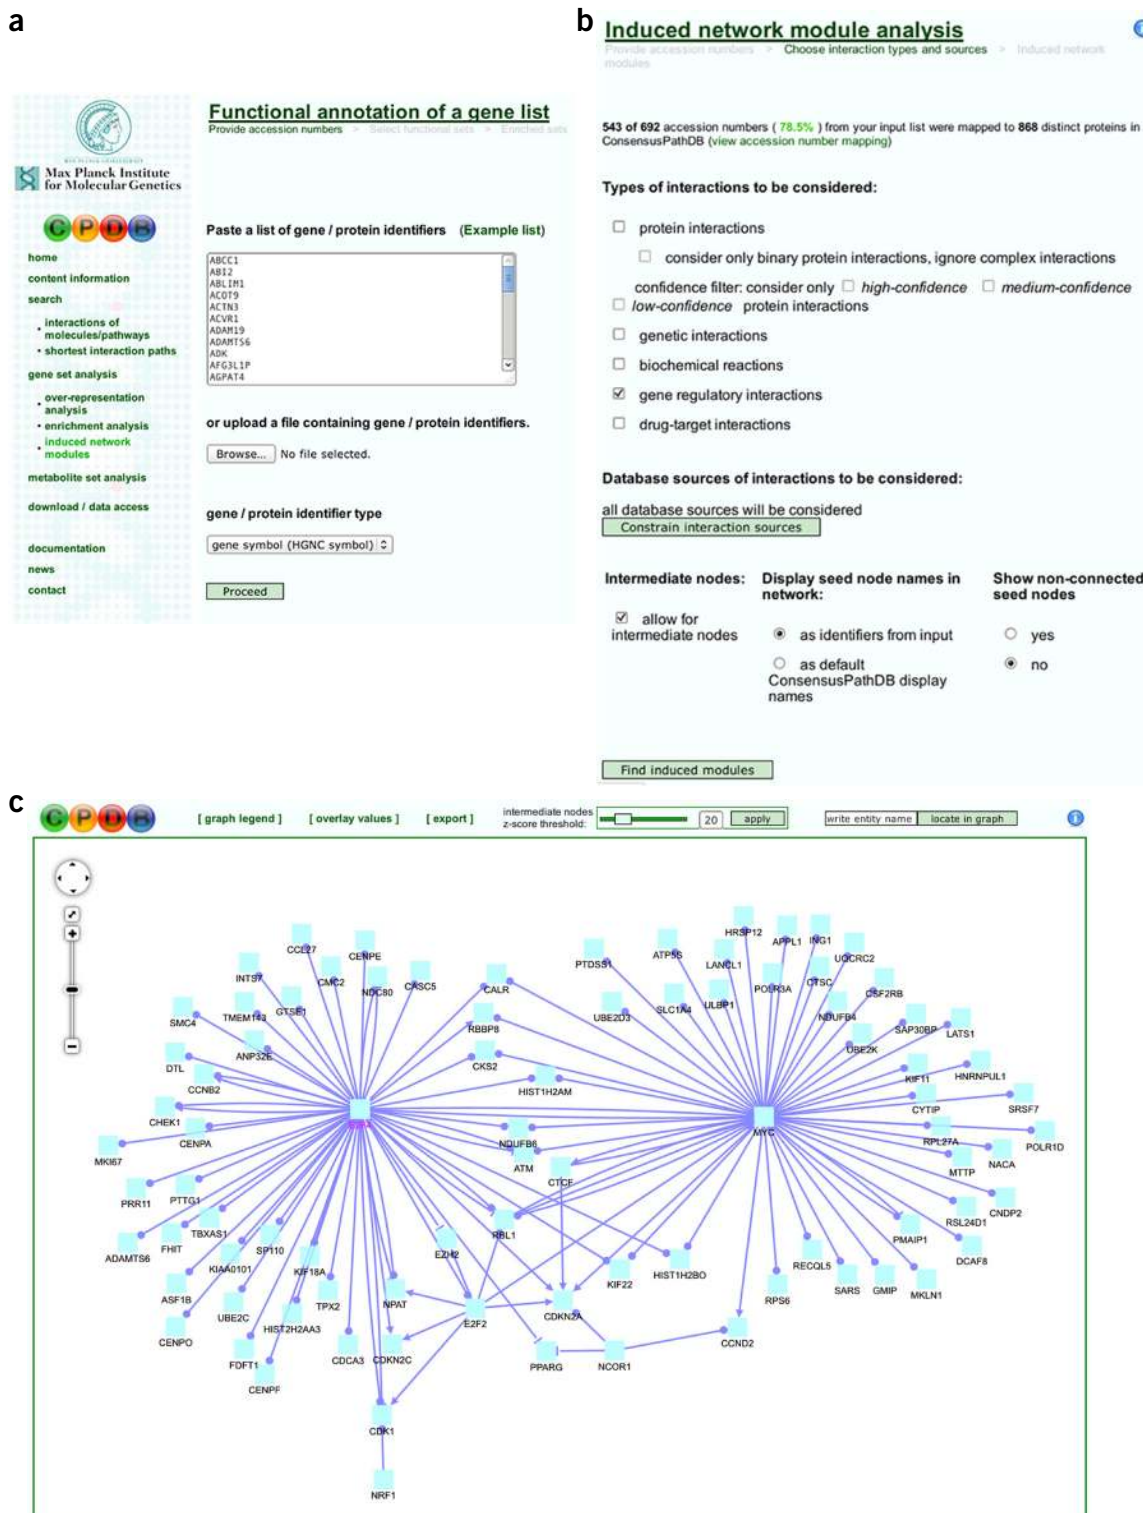 a
MAX PLANCK GESELLSCHAFT
Max Planck Institute
for Molecular Genetics
C P D B
home
content information
search
• interactions of
molecules/pathways
• shortest interaction paths
gene set analysis
• over-representation
analysis
• enrichment analysis
• induced network
modules
metabolite set analysis
download / data access
documentation
news
contact
Functional annotation of a gene list
Provide accession numbers > Select functional sets > Enriched sets
Paste a list of gene / protein identifiers (Example list)
ABCC1
ABI2
ABLIM1
ACOT9
ACTN3
ACVR1
ADAM19
ADAMTS6
ADK
AFG3L1P
AGPAT4
or upload a file containing gene / protein identifiers.
Browse... No file selected.
gene / protein identifier type
gene symbol (HGNC symbol)
Proceed
b
Induced network module analysis
Provide accession numbers > Choose interaction types and sources > Induced network
modules
543 of 692 accession numbers ( 78.5% ) from your input list were mapped to 868 distinct proteins in
ConsensusPathDB (view accession number mapping)
Types of interactions to be considered:
protein interactions
consider only binary protein interactions, ignore complex interactions
confidence filter: consider only high-confidence medium-confidence
low-confidence protein interactions
genetic interactions
biochemical reactions
gene regulatory interactions
drug-target interactions
Database sources of interactions to be considered:
all database sources will be considered
Constrain interaction sources
Intermediate nodes:
allow for
intermediate nodes
Display seed node names in
network:
as identifiers from input
as default
ConsensusPathDB display
names
Show non-connected
seed nodes
yes
no
Find induced modules
c
C P D B
[ graph legend ] [ overlay values ] [ export ]
intermediate nodes
z-score threshold:
20 apply
write entity name locate in graph
HRSP12
APPL1
ING1
CCL27
CENPE
ATP5S
UQCRC2
PTDSS1
LANCL1
INTS7
CMC2
NDC80
CASC5
CALR
POLR3A
CTSC
CSF2RB
SLC1A4
ULBP1
GTSE1
TMEM143
UBE2D3
NDUFB4
SMC4
RBBP8
SAP30BP
LATS1
ANP32E
UBE2K
DTL
CKS2
CCNB2
KIF11
HNRNPUL1
HIST1H2AM
CHEK1
CYTIP
SRSF7
MYC
CENPA
NDUFB6
RPL27A
POLR1D
MKI67
ATM
MTTP
NACA
CTCF
PRR11
PTTG1
CNDP2
RSL24D1
TBXAS1
RBL1
FHIT
PMAIP1
ADAMTS6
SP110
EZH2
DCAF8
KIAA0101
KIF18A
HIST1H2BO
RECQL5
KIF22
ASF1B
SARS
GMIP
MKLN1
UBE2C
TPX2
NPAT
RPS6
HIST2H2AA3
E2F2
CDKN2A
CENPO
FDFT1
CDCA3
CDKN2C
PPARG
NCOR1
CCND2
CENPF
CDK1
NRF1